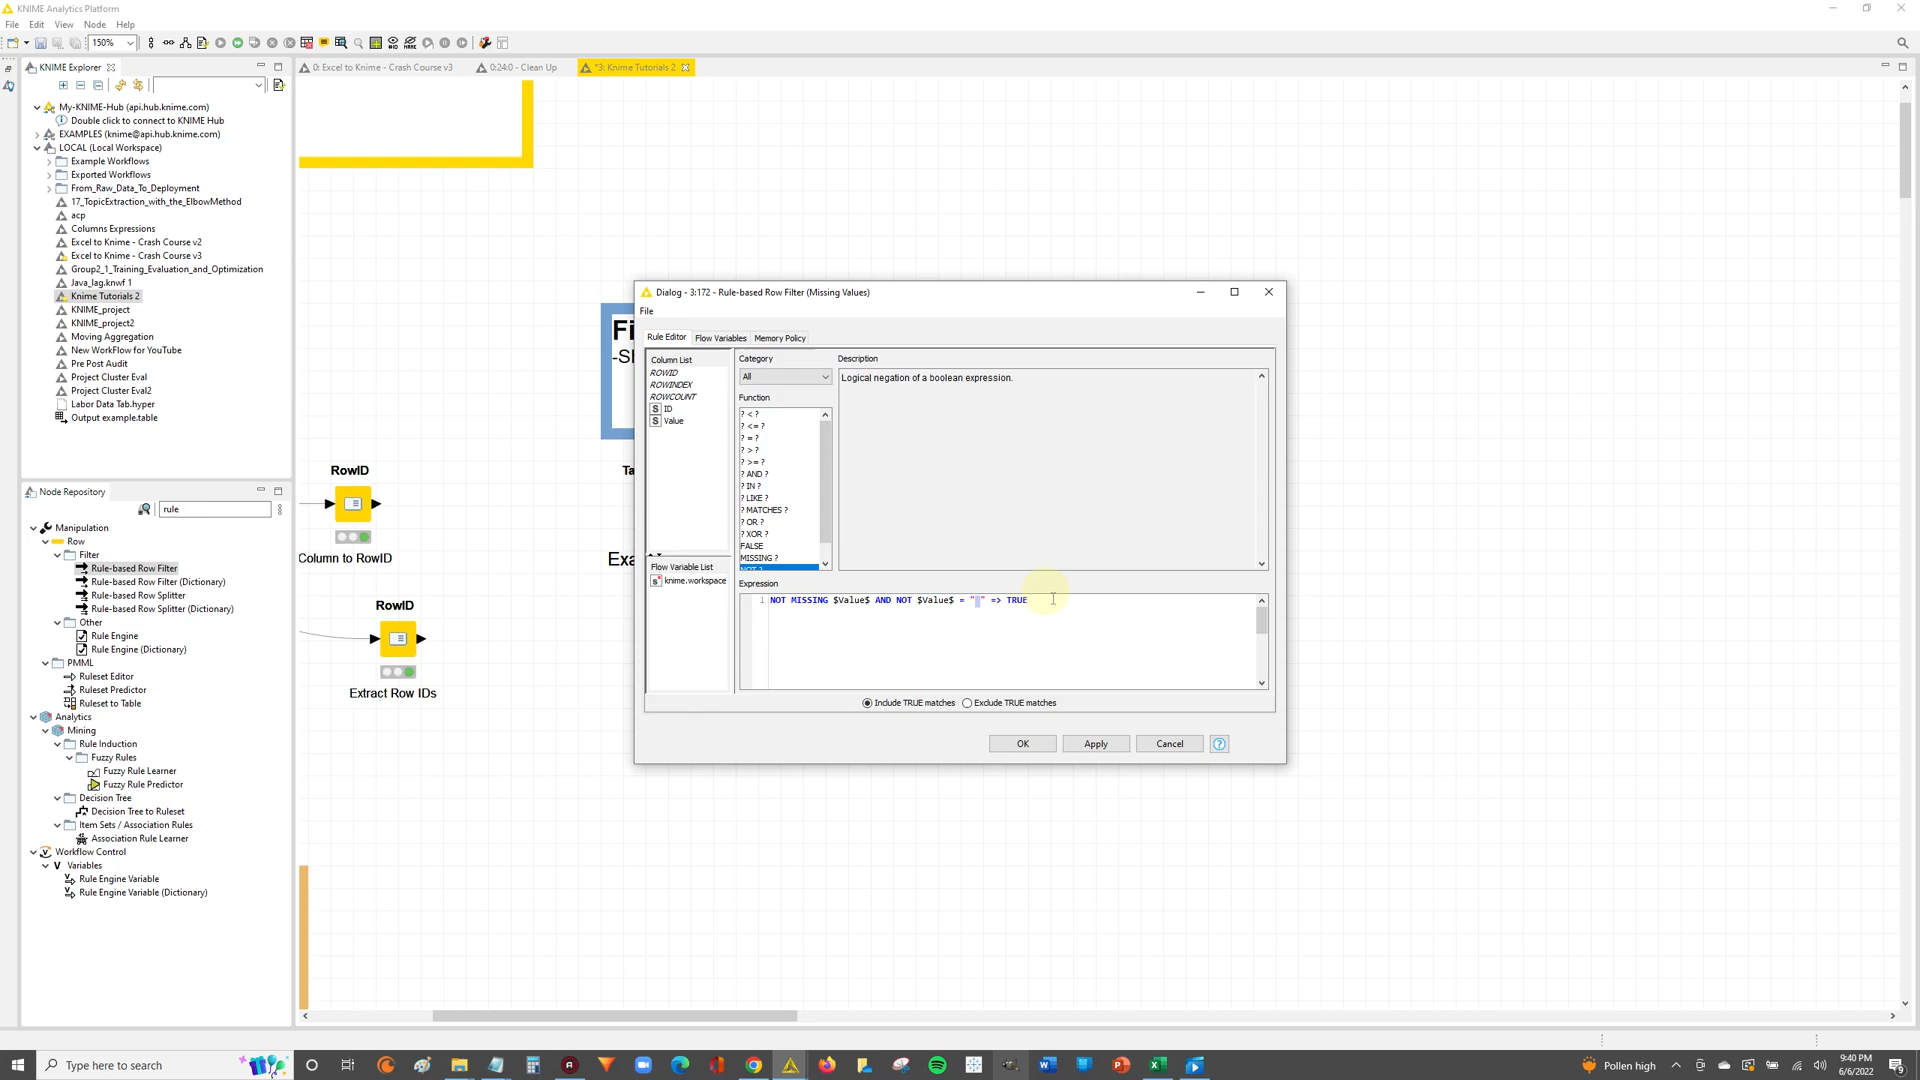 KNIME Analytics Platform
File Edit View Node Help
150%
KNIME Explorer
0: Excel to Knime - Crash Course v3
0:24:0 - Clean Up
*3: Knime Tutorials 2
My-KNIME-Hub (api.hub.knime.com)
Double click to connect to KNIME Hub
EXAMPLES (knime@api.hub.knime.com)
LOCAL (Local Workspace)
Example Workflows
Exported Workflows
From_Raw_Data_To_Deployment
17_TopicExtraction_with_the_ElbowMethod
acp
Columns Expressions
Excel to Knime - Crash Course v2
Excel to Knime - Crash Course v3
Group2_1_Training_Evaluation_and_Optimization
Java_lag.knwf 1
Knime Tutorials 2
KNIME_project
KNIME_project2
Moving Aggregation
New WorkFlow for YouTube
Pre Post Audit
Project Cluster Eval
Project Cluster Eval2
Labor Data Tab.hyper
Output example.table
Node Repository
rule
Manipulation
Row
Filter
Rule-based Row Filter
Rule-based Row Filter (Dictionary)
Rule-based Row Splitter
Rule-based Row Splitter (Dictionary)
Other
Rule Engine
Rule Engine (Dictionary)
PMML
Ruleset Editor
Ruleset Predictor
Ruleset to Table
Analytics
Mining
Rule Induction
Fuzzy Rules
Fuzzy Rule Learner
Fuzzy Rule Predictor
Decision Tree
Decision Tree to Ruleset
Item Sets / Association Rules
Association Rule Learner
Workflow Control
Variables
Rule Engine Variable
Rule Engine Variable (Dictionary)
RowID
Column to RowID
RowID
Extract Row IDs
Fi
-S
Ta
Exa
Dialog - 3:172 - Rule-based Row Filter (Missing Values)
File
Rule Editor Flow Variables Memory Policy
Column List
ROWID
ROWINDEX
ROWCOUNT
S ID
S Value
Flow Variable List
s knime.workspace
Category
All
Function
? < ?
? <= ?
? = ?
? > ?
? >= ?
? AND ?
? IN ?
? LIKE ?
? MATCHES ?
? OR ?
? XOR ?
FALSE
MISSING ?
NOT ?
Description
Logical negation of a boolean expression.
Expression
1 NOT MISSING $Value$ AND NOT $Value$ = " " => TRUE
Include TRUE matches Exclude TRUE matches
OK Apply Cancel
Type here to search
Pollen high
9:40 PM
6/6/2022